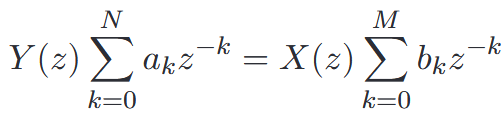 Y(z) \sum_{k=0}^{N} a_k z^{-k} = X(z) \sum_{k=0}^{M} b_k z^{-k}